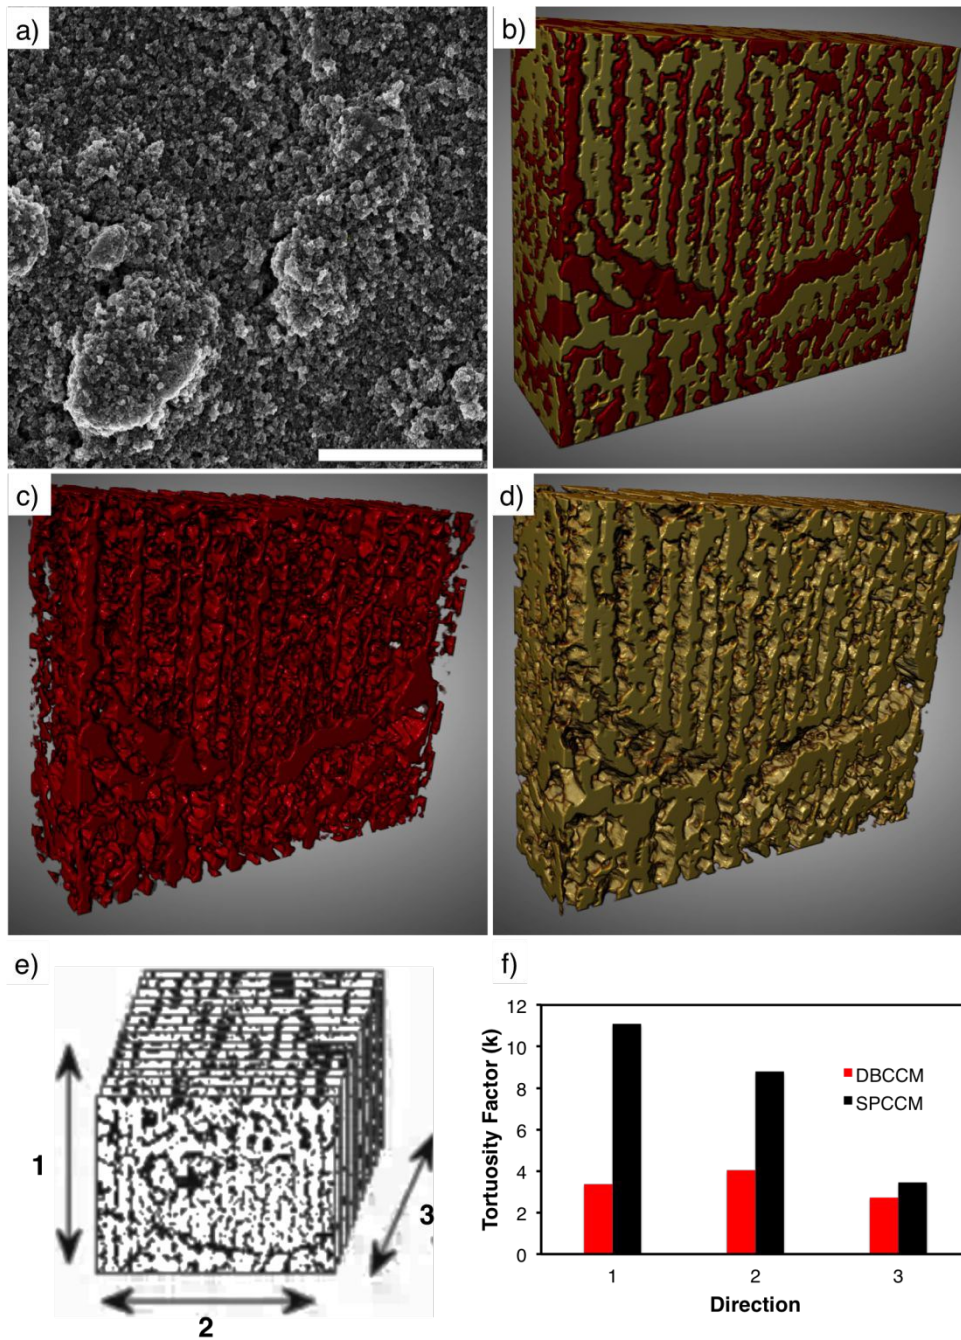 a)
b)
c)
d)
e)
1
2
3
f)
Tortuosity Factor (k)
12
10
8
6
4
2
0
DBCCM
SPCCM
1 2 3
Direction